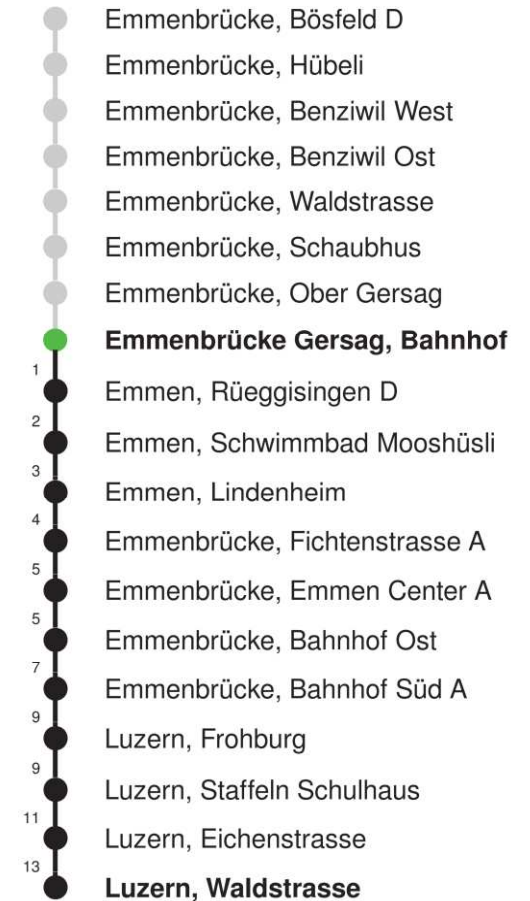 Emmenbrücke, Bösfeld D
Emmenbrücke, Hübeli
Emmenbrücke, Benziwil West
Emmenbrücke, Benziwil Ost
Emmenbrücke, Waldstrasse
Emmenbrücke, Schaubhus
Emmenbrücke, Ober Gersag
Emmenbrücke Gersag, Bahnhof
1 Emmen, Rüeggisingen D
2 Emmen, Schwimmbad Mooshüsli
3 Emmen, Lindenheim
4 Emmenbrücke, Fichtenstrasse A
5 Emmenbrücke, Emmen Center A
5 Emmenbrücke, Bahnhof Ost
7 Emmenbrücke, Bahnhof Süd A
9 Luzern, Frohburg
9 Luzern, Staffeln Schulhaus
11 Luzern, Eichenstrasse
13 Luzern, Waldstrasse